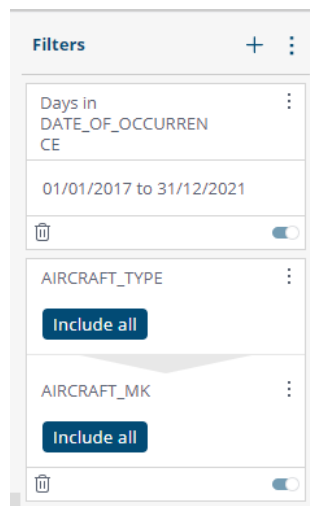 Filters
Days in
DATE_OF_OCCURREN
CE
01/01/2017 to 31/12/2021
AIRCRAFT_TYPE
Include all
AIRCRAFT_MK
Include all